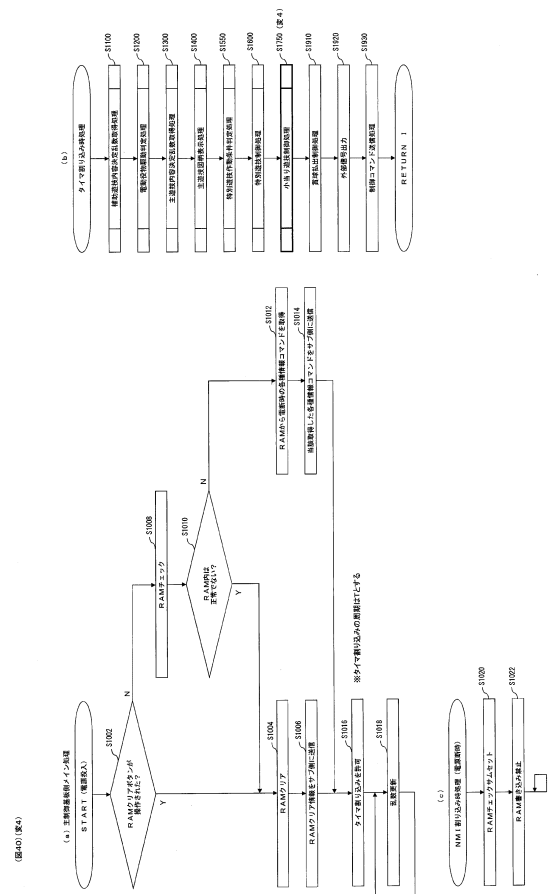 (図40)(変4)
(a) 主制御基板側メイン処理
START (電源投入)
S1002
RAMクリアボタンが
操作された?
N
Y
S1008
RAMチェック
S1010
RAM内は
正常でない?
N
Y
S1004
RAMクリア
S1006
RAMクリア情報をサブ側に送信
S1012
RAMから電断時の各種情報コマンドを取得
S1014
当該取得した各種情報コマンドをサブ側に送信
※タイマ割り込みの周期はTとする
S1016
タイマ割り込みを許可
S1018
乱数更新
(b)
タイマ割り込み時処理
S1100
補助遊技内容決定乱数取得処理
S1200
電動役物駆動判定処理
S1300
主遊技内容決定乱数取得処理
S1400
主遊技図柄表示処理
S1550
特別遊技作動条件判定処理
S1600
特別遊技制御処理
S1750 (変4)
小当り遊技制御処理
S1910
賞球払出制御処理
S1920
外部信号出力
S1930
制御コマンド送信処理
RETURN I
(c)
NMI割り込み時処理 (電源断時)
S1020
RAMチェックサムセット
S1022
RAM書き込み禁止